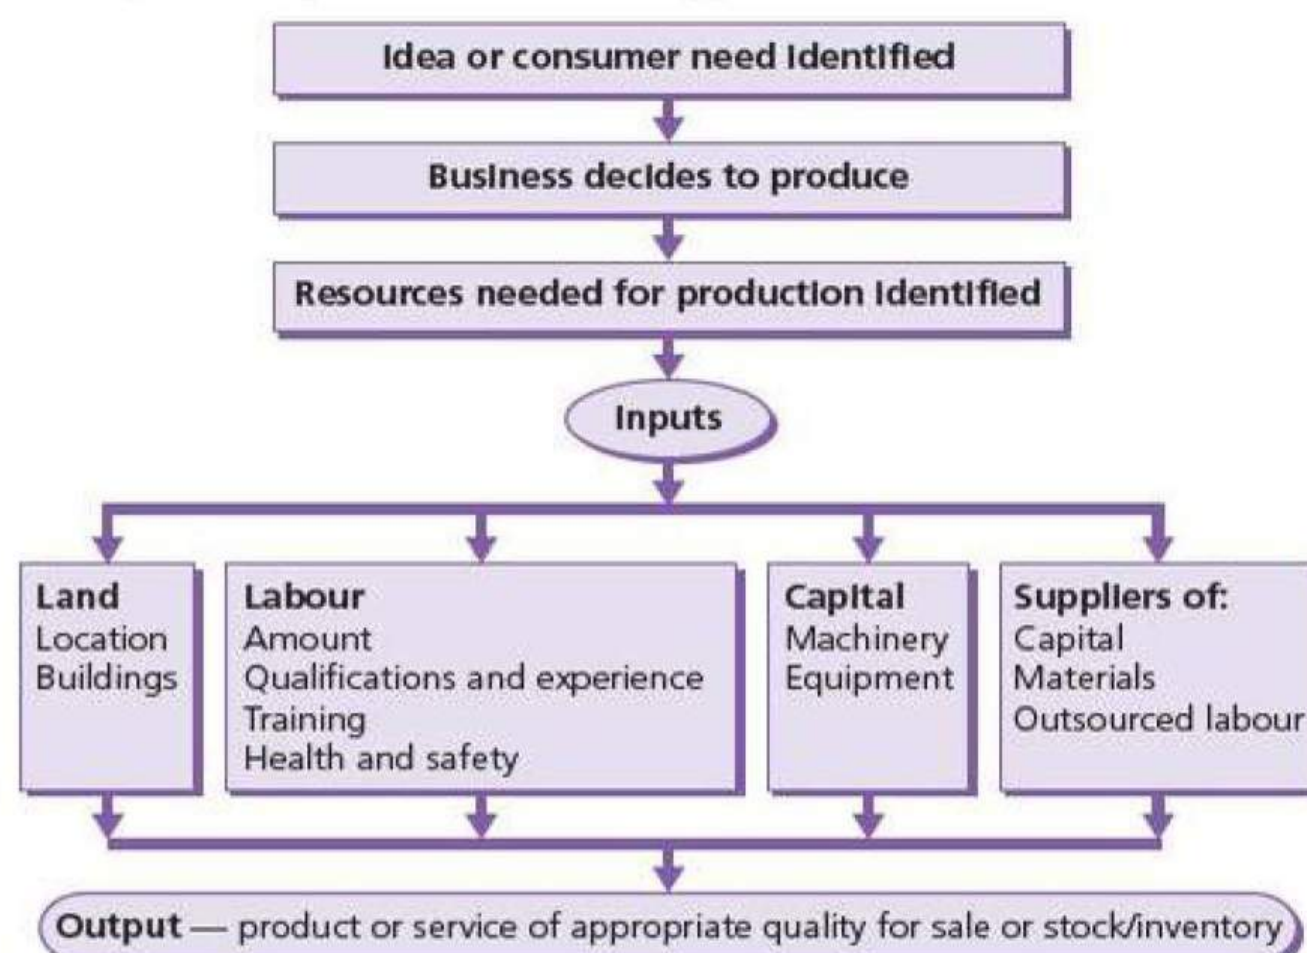 Idea or consumer need identified
Business decides to produce
Resources needed for production identified
Inputs
Land
Location
Buildings
Labour
Amount
Qualifications and experience
Training
Health and safety
Capital
Machinery
Equipment
Suppliers of:
Capital
Materials
Outsourced labour
Output — product or service of appropriate quality for sale or stock/inventory